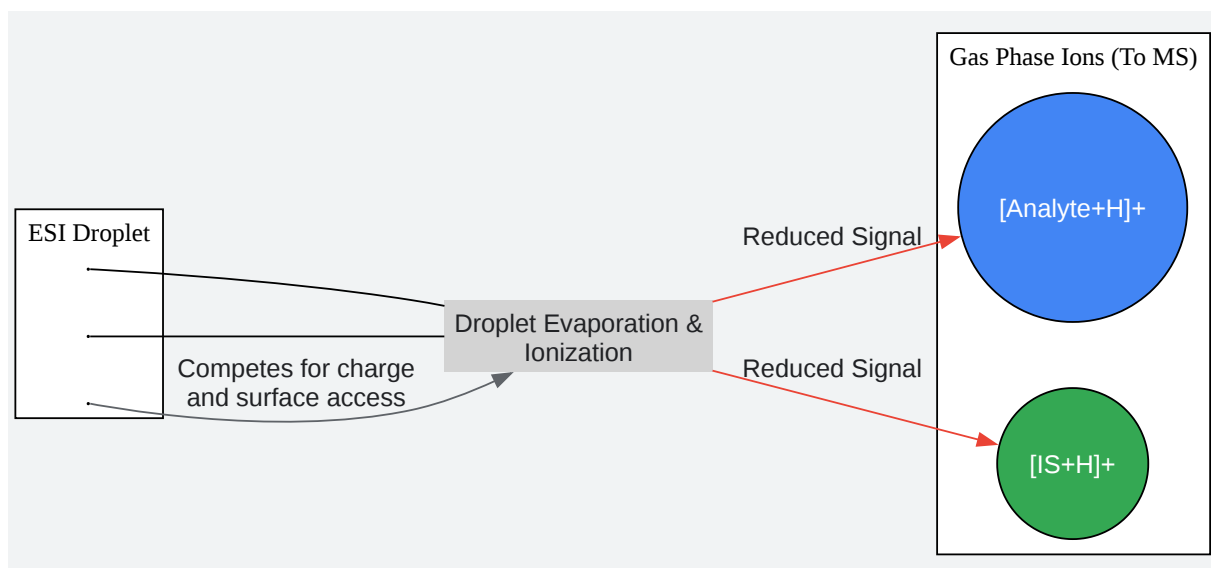 ESI Droplet
Competes for charge
and surface access
Droplet Evaporation &
Ionization
Reduced Signal
Reduced Signal
Gas Phase Ions (To MS)
[Analyte+H]+
[IS+H]+